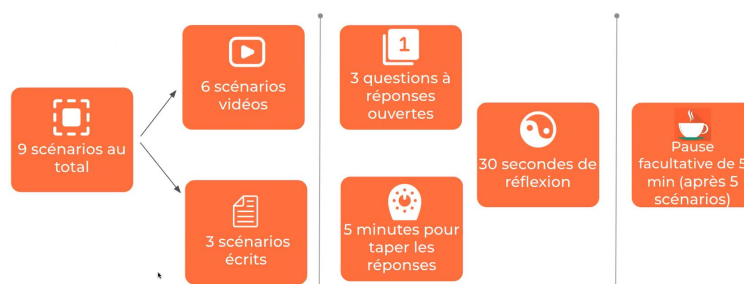 9 scénarios au
total
6 scénarios
vidéos
3 scénarios
écrits
1
3 questions à
réponses
ouvertes
5 minutes pour
taper les
réponses
30 secondes de
réflexion
Pause
facultative de 5
min (après 5
scénarios)